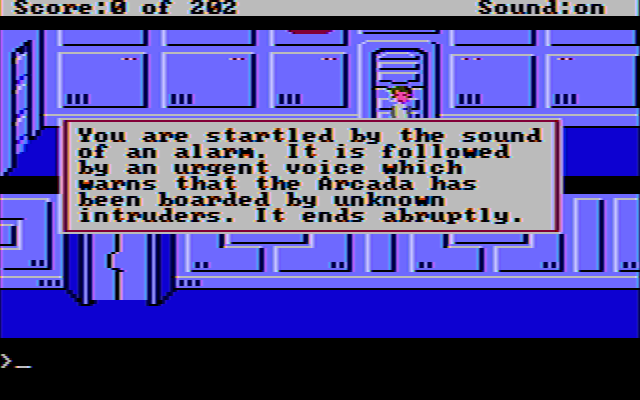 Score:0 of 202 Sound:on
You are startled by the sound
of an alarm. It is followed
by an urgent voice which
warns that the Arcada has
been boarded by unknown
intruders. It ends abruptly.
>_